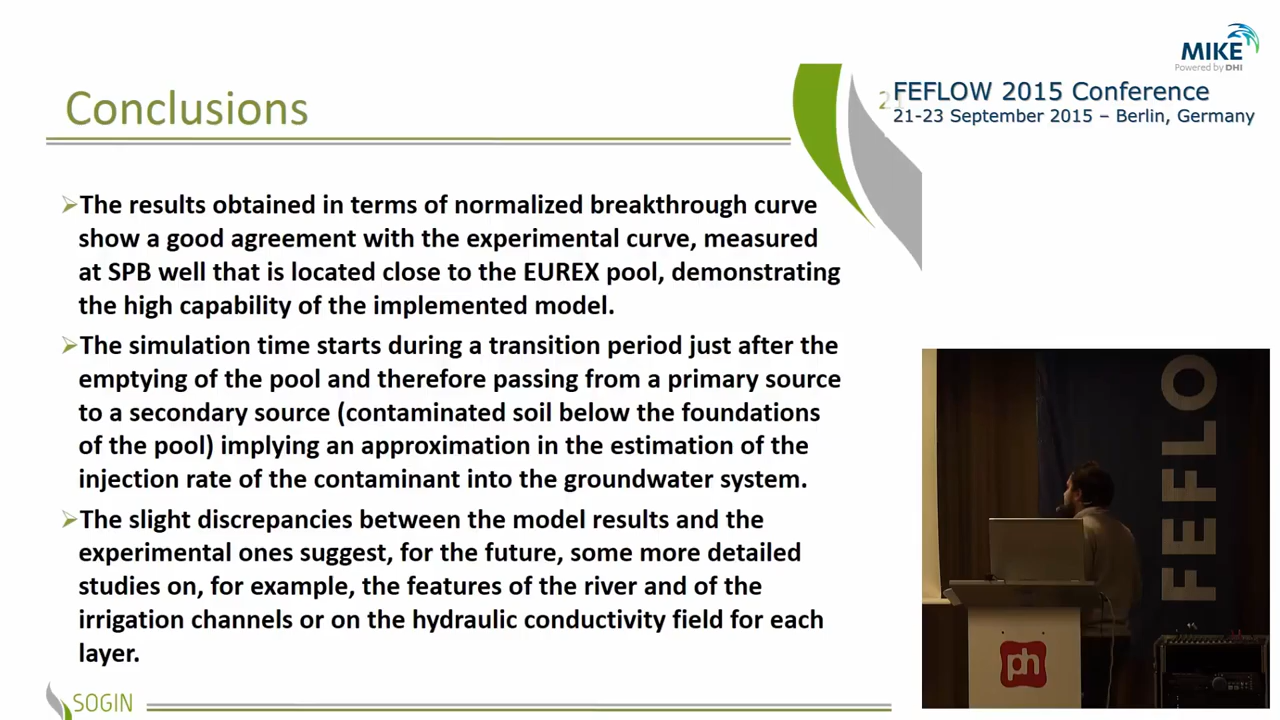 MIKE
Powered by DHI
FEFLOW 2015 Conference
21-23 September 2015 – Berlin, Germany
Conclusions
➢The results obtained in terms of normalized breakthrough curve
show a good agreement with the experimental curve, measured
at SPB well that is located close to the EUREX pool, demonstrating
the high capability of the implemented model.
➢The simulation time starts during a transition period just after the
emptying of the pool and therefore passing from a primary source
to a secondary source (contaminated soil below the foundations
of the pool) implying an approximation in the estimation of the
injection rate of the contaminant into the groundwater system.
➢The slight discrepancies between the model results and the
experimental ones suggest, for the future, some more detailed
studies on, for example, the features of the river and of the
irrigation channels or on the hydraulic conductivity field for each
layer.
SOGIN
FEFLO
ph